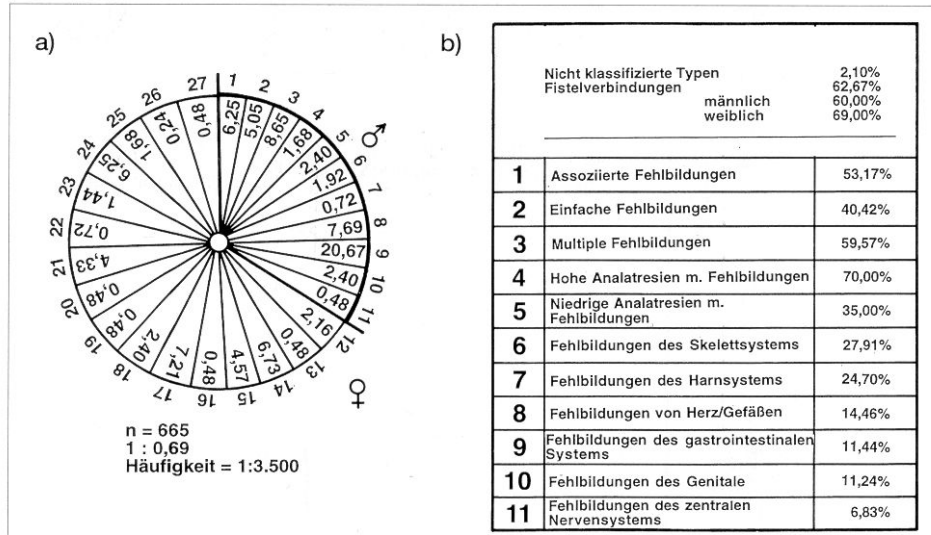 a)
1
2
3
4
5
6
7
8
9
10
11
12
13
14
15
16
17
18
19
20
21
22
23
24
25
26
27
6,25
5,05
8,65
1,68
2,40
1,92
0,72
7,69
20,67
2,40
0,48
2,16
0,48
6,73
4,57
0,48
7,21
2,40
0,48
0,48
4,33
0,72
1,44
6,25
1,68
0,24
0,48
♂
♀
n = 665
1 : 0,69
Häufigkeit = 1:3.500
b)
Nicht klassifizierte Typen 2,10%
Fistelverbindungen 62,67%
männlich 60,00%
weiblich 69,00%
1 Assoziierte Fehlbildungen 53,17%
2 Einfache Fehlbildungen 40,42%
3 Multiple Fehlbildungen 59,57%
4 Hohe Analatresien m. Fehlbildungen 70,00%
5 Niedrige Analatresien m.
Fehlbildungen 35,00%
6 Fehlbildungen des Skelettsystems 27,91%
7 Fehlbildungen des Harnsystems 24,70%
8 Fehlbildungen von Herz/Gefäßen 14,46%
9 Fehlbildungen des gastrointestinalen
Systems 11,44%
10 Fehlbildungen des Genitale 11,24%
11 Fehlbildungen des zentralen
Nervensystems 6,83%